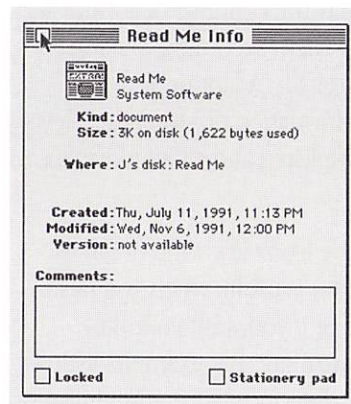 Read Me Info
EXTRA!
Read Me
System Software
Kind: document
Size: 3K on disk (1,622 bytes used)
Where: J's disk: Read Me
Created: Thu, July 11, 1991, 11:13 PM
Modified: Wed, Nov 6, 1991, 12:00 PM
Version: not available
Comments:
Locked
Stationery pad